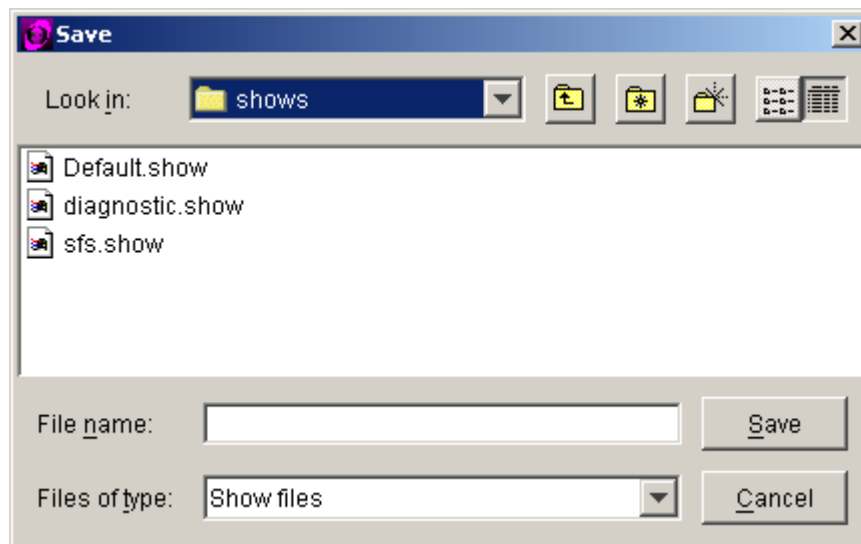 Save
Look in:
shows
Default.show
diagnostic.show
sfs.show
File name:
Save
Files of type:
Show files
Cancel